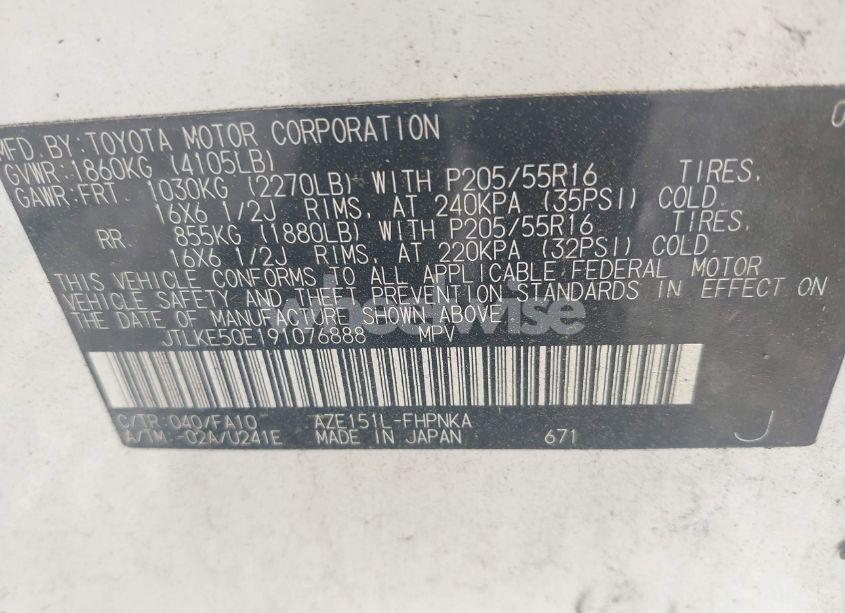 MFD.BY:TOYOTA MOTOR CORPORATION 0
GVWR:1860KG (4105LB)
GAWR:FRT. 1030KG (2270LB) WITH P205/55R16 TIRES,
16X6 1/2J RIMS, AT 240KPA (35PSI) COLD.
RR. 855KG (1880LB) WITH P205/55R16 TIRES,
16X6 1/2J RIMS, AT 220KPA (32PSI) COLD.
THIS VEHICLE CONFORMS TO ALL APPLICABLE FEDERAL MOTOR
VEHICLE SAFETY AND THEFT PREVENTION STANDARDS IN EFFECT ON
THE DATE OF MANUFACTURE SHOWN ABOVE.
wheelwise
JTLKE50E191076888 MPV
C/TR:040/FA10 AZE151L-FHPNKA
A/TM:-02A/U241E MADE IN JAPAN 671 J